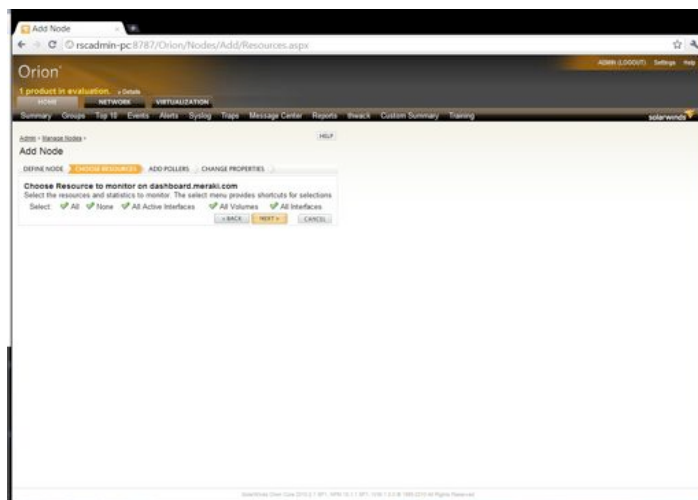 Add Node
rscadmin-pc:8787/Orion/Nodes/Add/Resources.aspx
ADMIN (LOGOUT) Settings Help
Orion
1 product in evaluation. » Details
HOME NETWORK VIRTUALIZATION
Summary Groups Top 10 Events Alerts Syslog Traps Message Center Reports thwack Custom Summary Training
solarwinds
Admin › Manage Nodes ›
HELP
Add Node
DEFINE NODE CHOOSE RESOURCES ADD POLLERS CHANGE PROPERTIES
Choose Resource to monitor on dashboard.meraki.com
Select the resources and statistics to monitor. The select menu provides shortcuts for selections
Select: All None All Active Interfaces All Volumes All Interfaces
« BACK NEXT » CANCEL